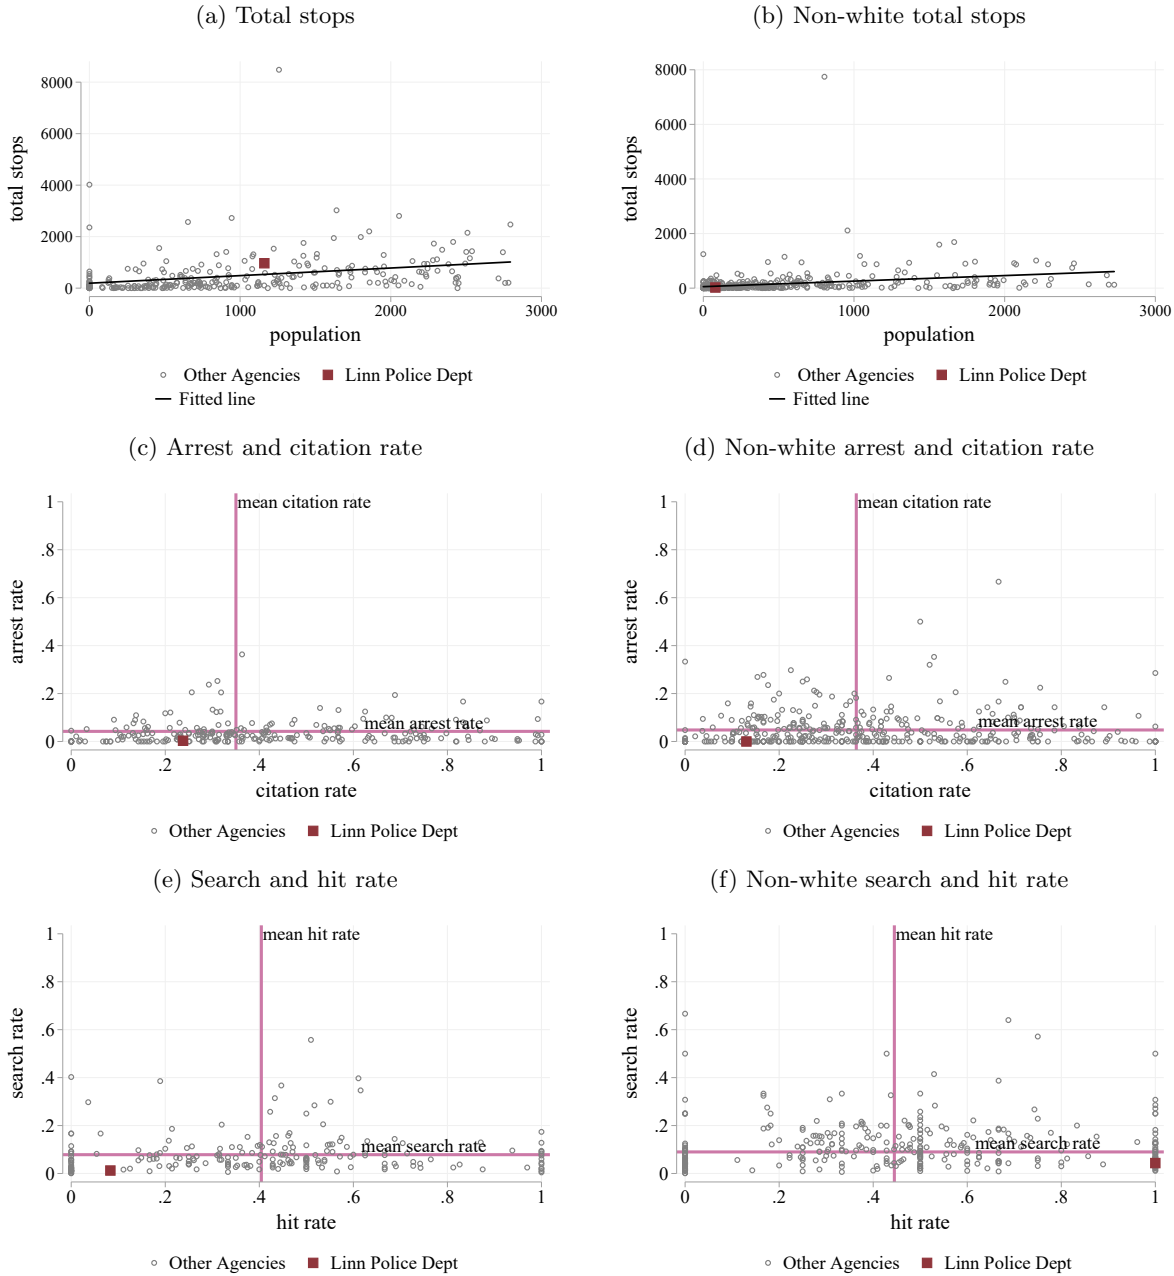 (a) Total stops
(b) Non-white total stops
total stops
8000
6000
4000
2000
0
0 1000 2000 3000
population
Other Agencies Linn Police Dept
Fitted line
total stops
8000
6000
4000
2000
0
0 1000 2000 3000
population
Other Agencies Linn Police Dept
Fitted line
(c) Arrest and citation rate
(d) Non-white arrest and citation rate
arrest rate
1
.8
.6
.4
.2
0
mean citation rate
mean arrest rate
0 .2 .4 .6 .8 1
citation rate
Other Agencies Linn Police Dept
arrest rate
1
.8
.6
.4
.2
0
mean citation rate
mean arrest rate
0 .2 .4 .6 .8 1
citation rate
Other Agencies Linn Police Dept
(e) Search and hit rate
(f) Non-white search and hit rate
search rate
1
.8
.6
.4
.2
0
mean hit rate
mean search rate
0 .2 .4 .6 .8 1
hit rate
Other Agencies Linn Police Dept
search rate
1
.8
.6
.4
.2
0
mean hit rate
mean search rate
0 .2 .4 .6 .8 1
hit rate
Other Agencies Linn Police Dept